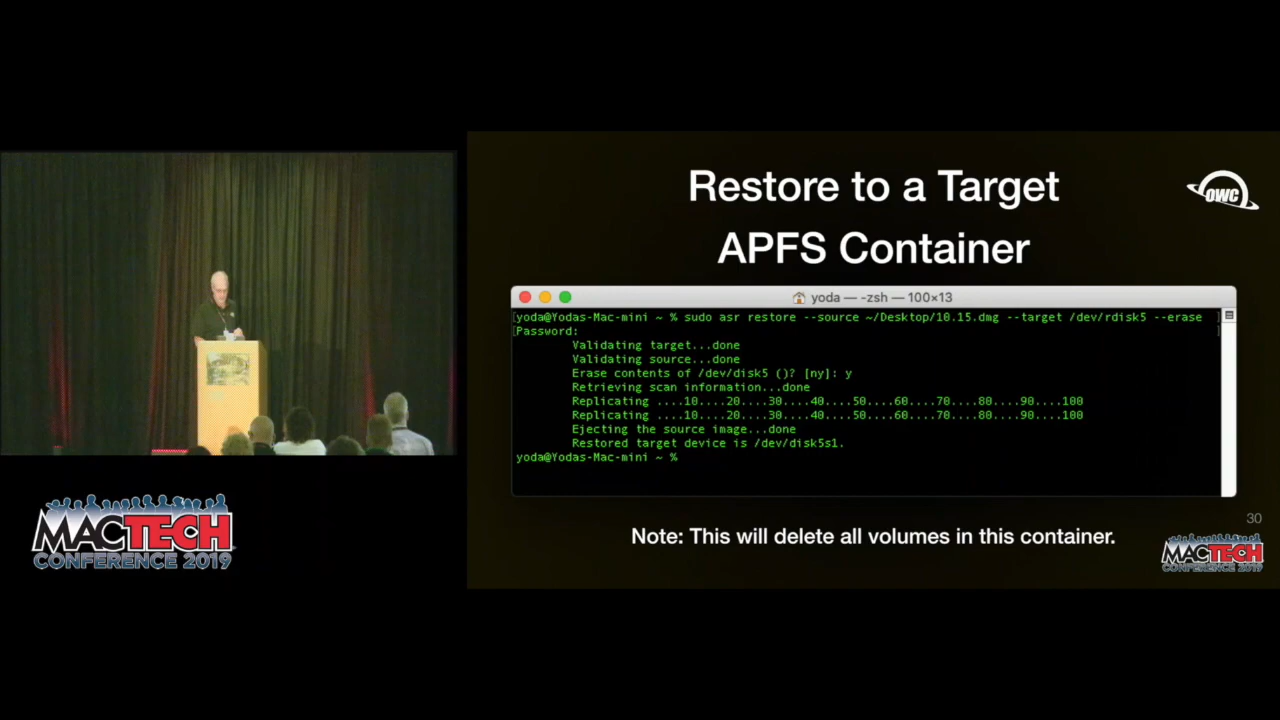 Restore to a Target
APFS Container
OWC
yoda — -zsh — 100×13
[yoda@Yodas-Mac-mini ~ % sudo asr restore --source ~/Desktop/10.15.dmg --target /dev/rdisk5 --erase ]
[Password:
Validating target...done
Validating source...done
Erase contents of /dev/disk5 ()? [ny]: y
Retrieving scan information...done
Replicating ....10....20....30....40....50....60....70....80....90....100
Replicating ....10....20....30....40....50....60....70....80....90....100
Ejecting the source image...done
Restored target device is /dev/disk5s1.
yoda@Yodas-Mac-mini ~ %
Note: This will delete all volumes in this container.
30
MACTECH
CONFERENCE 2019
MACTECH
CONFERENCE 2019